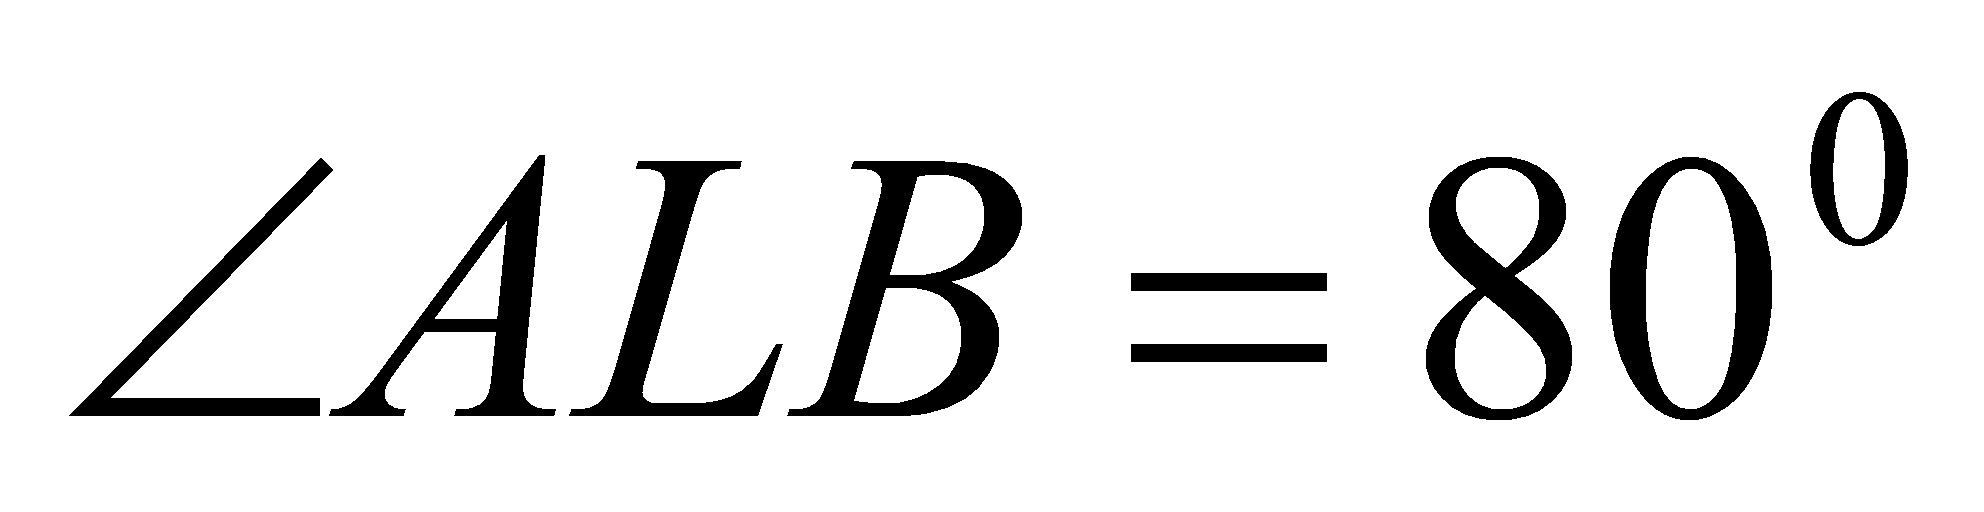 ∠ALB = 80⁰